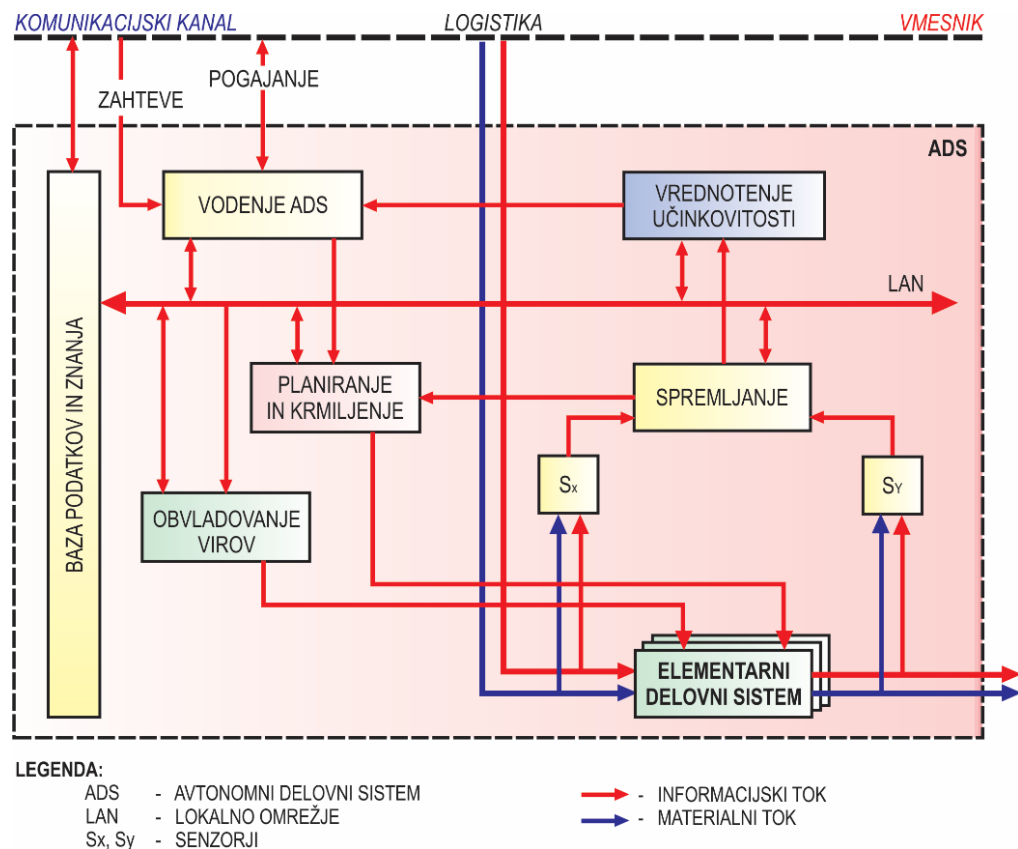 KOMUNIKACIJSKI KANAL
LOGISTIKA
VMESNIK
ZAHTEVE
POGAJANJE
ADS
VODENJE ADS
VREDNOTENJE
UČINKOVITOSTI
LAN
BAZA PODATKOV IN ZNANJA
PLANIRANJE
IN KRMILJENJE
SPREMLJANJE
Sx
SY
OBVLADOVANJE
VIROV
ELEMENTARNI
DELOVNI SISTEM
LEGENDA:
ADS - AVTONOMNI DELOVNI SISTEM
LAN - LOKALNO OMREŽJE
Sx, Sy - SENZORJI
- INFORMACIJSKI TOK
- MATERIALNI TOK